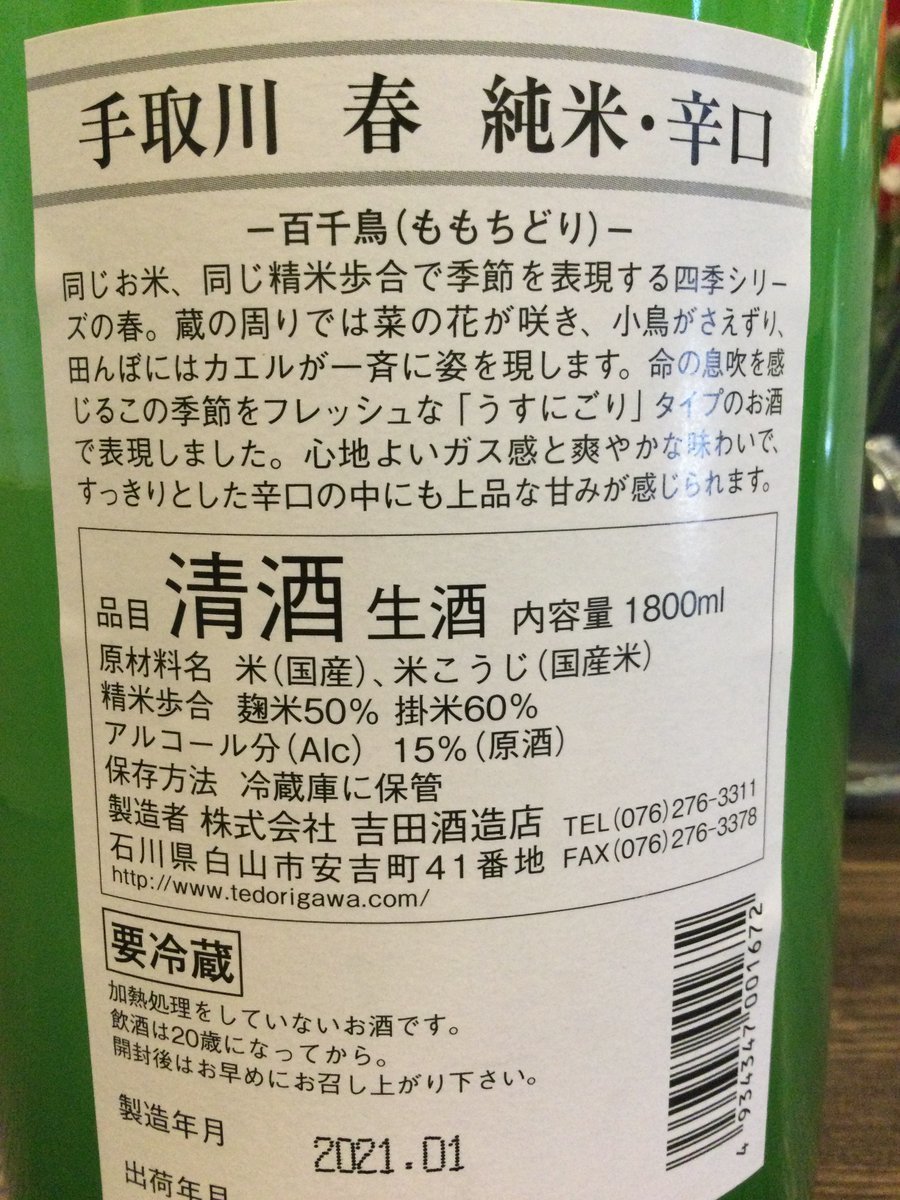 手取川 春 純米・辛口
－百千鳥(ももちどり)－
同じお米、同じ精米歩合で季節を表現する四季シリー
ズの春。蔵の周りでは菜の花が咲き、小鳥がさえずり、
田んぼにはカエルが一斉に姿を現します。命の息吹を感
じるこの季節をフレッシュな「うすにごり」タイプのお酒
で表現しました。心地よいガス感と爽やかな味わいで、
すっきりとした辛口の中にも上品な甘みが感じられます。
品目 清酒 生酒 内容量 1800ml
原材料名 米(国産)、米こうじ(国産米)
精米歩合 麹米50% 掛米60%
アルコール分(Alc) 15%(原酒)
保存方法 冷蔵庫に保管
製造者 株式会社 吉田酒造店 TEL(076)276-3311
石川県白山市安吉町41番地 FAX(076)276-3378
http://www.tedorigawa.com/
要冷蔵
加熱処理をしていないお酒です。
飲酒は20歳になってから。
開封後はお早めにお召し上がり下さい。
製造年月 2021.01
出荷年月
4 934347 001672